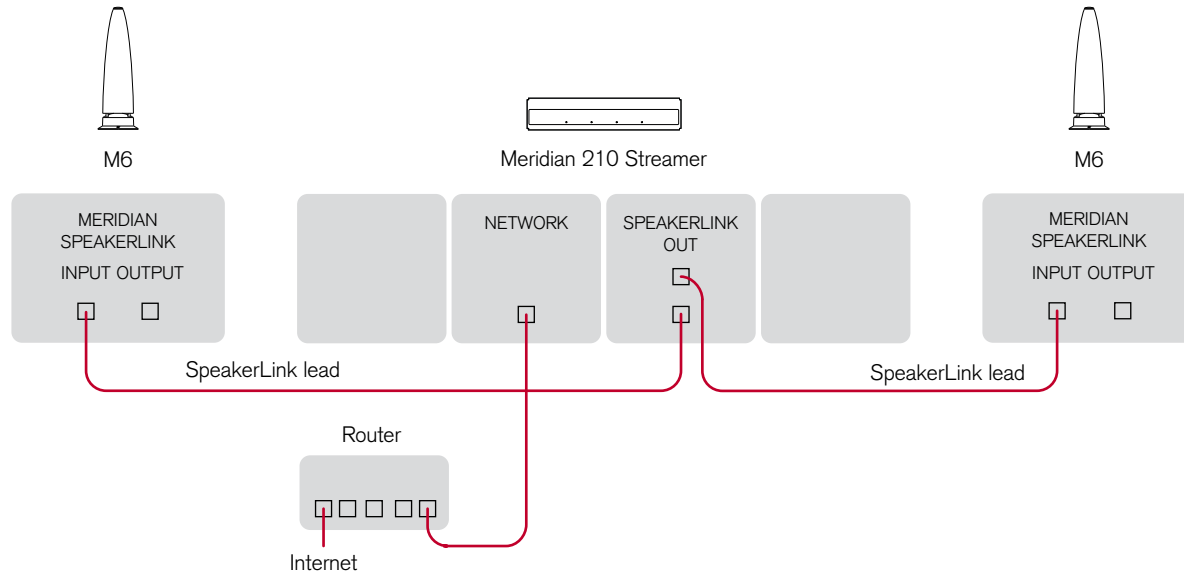 M6
Meridian 210 Streamer
M6
MERIDIAN
SPEAKERLINK
INPUT OUTPUT
NETWORK
SPEAKERLINK
OUT
MERIDIAN
SPEAKERLINK
INPUT OUTPUT
SpeakerLink lead
SpeakerLink lead
Router
Internet